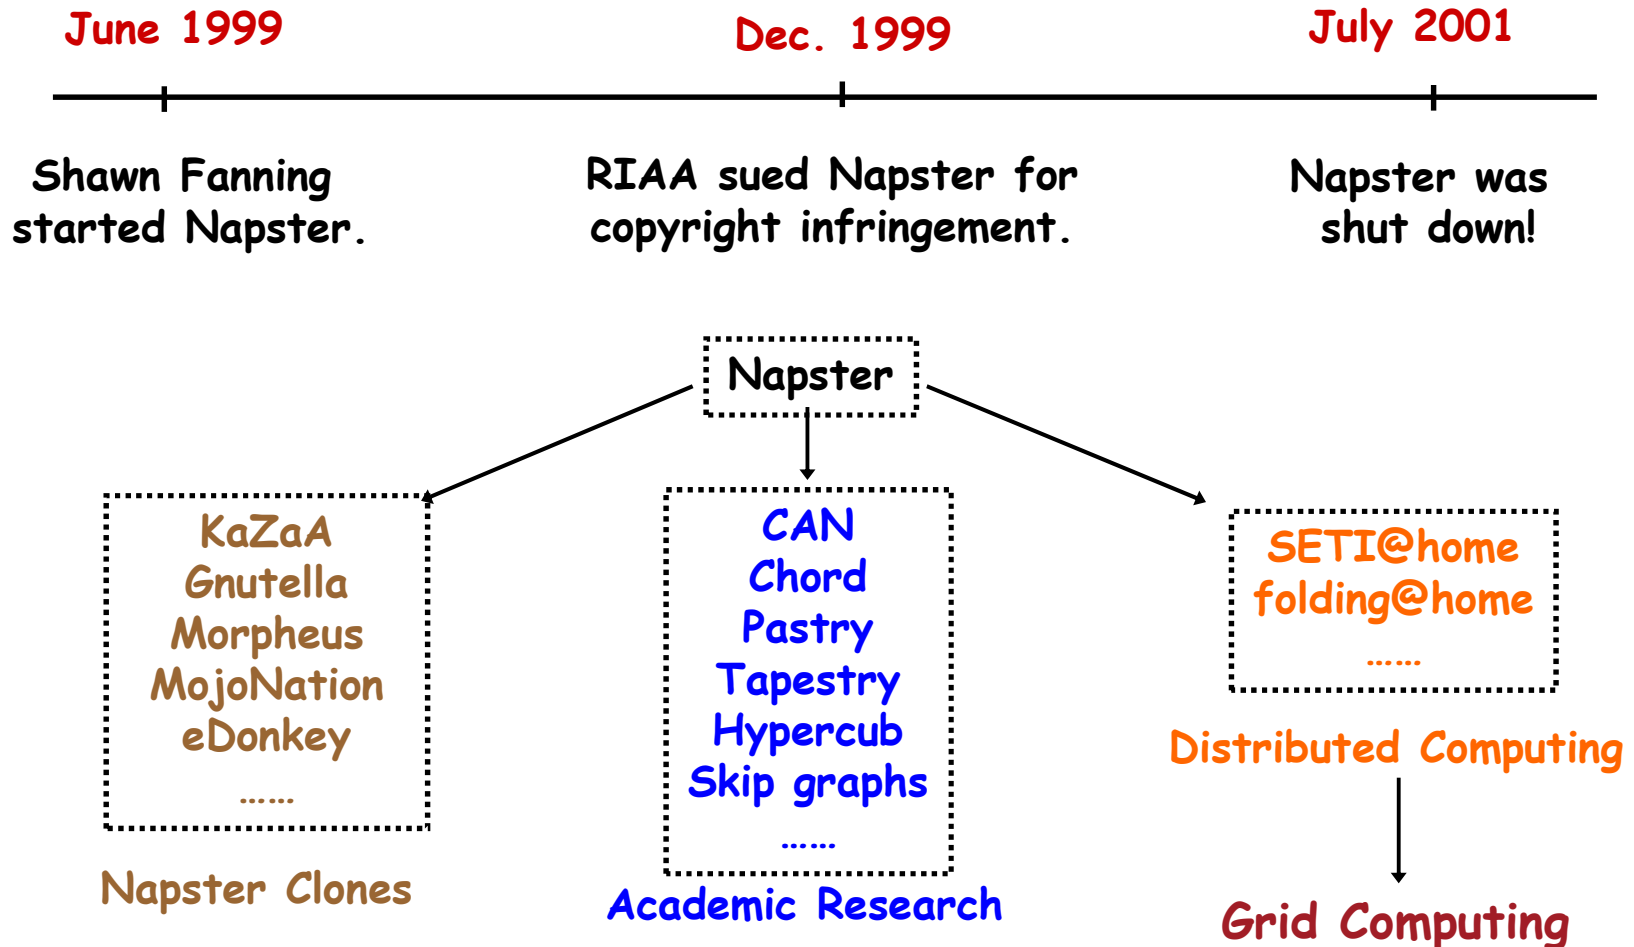 June 1999
Dec. 1999
July 2001
Shawn Fanning
started Napster.
RIAA sued Napster for
copyright infringement.
Napster was
shut down!
Napster
KaZaA
Gnutella
Morpheus
MojoNation
eDonkey
……
Napster Clones
CAN
Chord
Pastry
Tapestry
Hypercub
Skip graphs
……
Academic Research
SETI@home
folding@home
……
Distributed Computing
Grid Computing